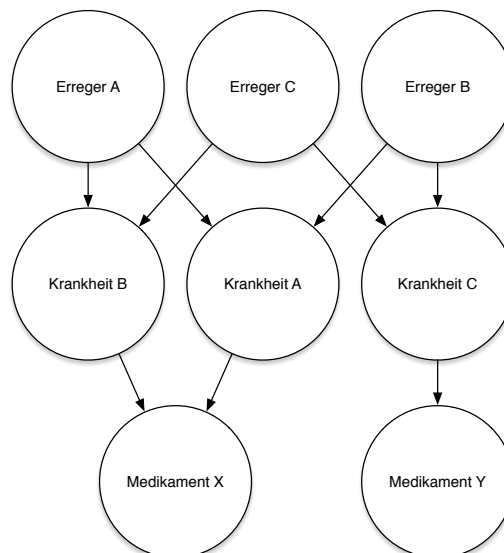 Erreger A
Erreger C
Erreger B
Krankheit B
Krankheit A
Krankheit C
Medikament X
Medikament Y